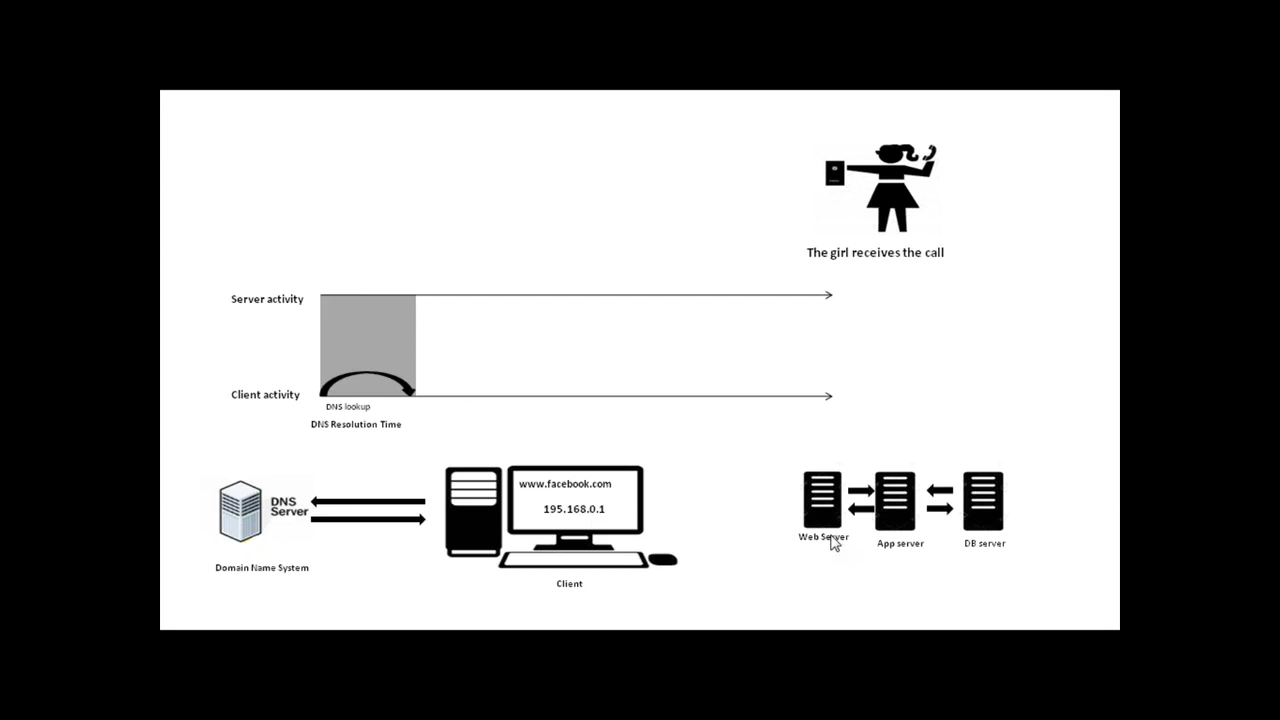 The girl receives the call
Server activity
Client activity
DNS lookup
DNS Resolution Time
www.facebook.com
195.168.0.1
DNS
Server
Web Server
App server
DB server
Domain Name System
Client